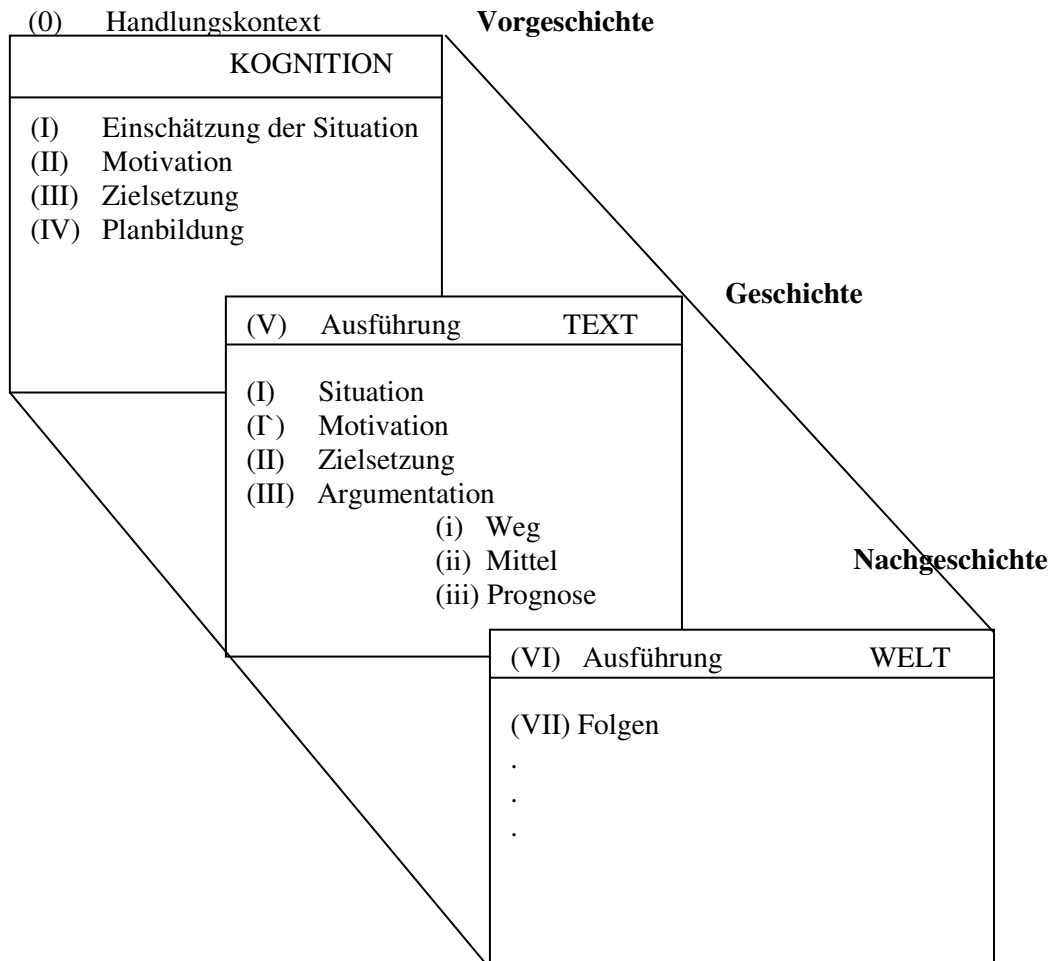 (0) Handlungskontext Vorgeschichte
KOGNITION
(I) Einschätzung der Situation
(II) Motivation
(III) Zielsetzung
(IV) Planbildung
Geschichte
(V) Ausführung TEXT
(I) Situation
(I`) Motivation
(II) Zielsetzung
(III) Argumentation
(i) Weg
(ii) Mittel
(iii) Prognose
Nachgeschichte
(VI) Ausführung WELT
(VII) Folgen
.
.
.